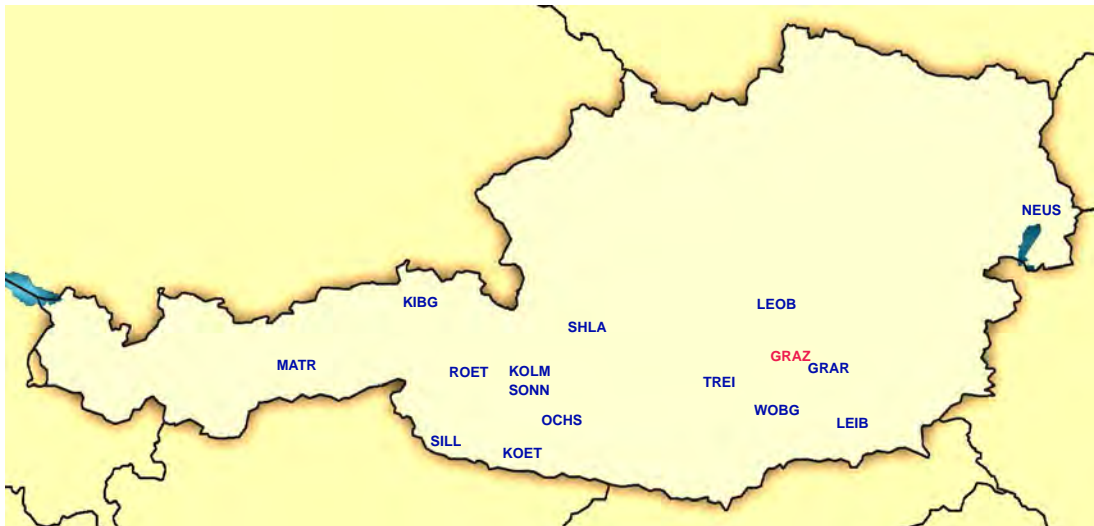 NEUS
KIBG
LEOB
SHLA
GRAZ
MATR
ROET
KOLM
GRAR
TREI
SONN
WOBG
OCHS
LEIB
SILL
KOET